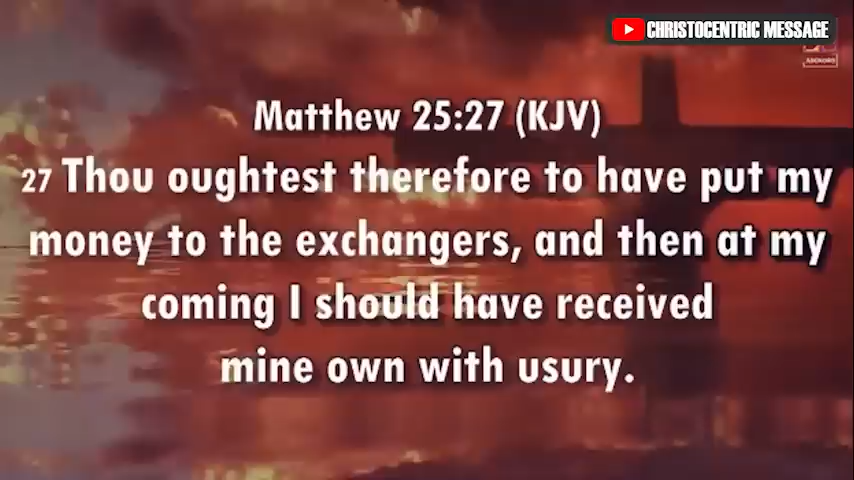 CHRISTOCENTRIC MESSAGE
Matthew 25:27 (KJV)
27 Thou oughtest therefore to have put my
money to the exchangers, and then at my
coming I should have received
mine own with usury.